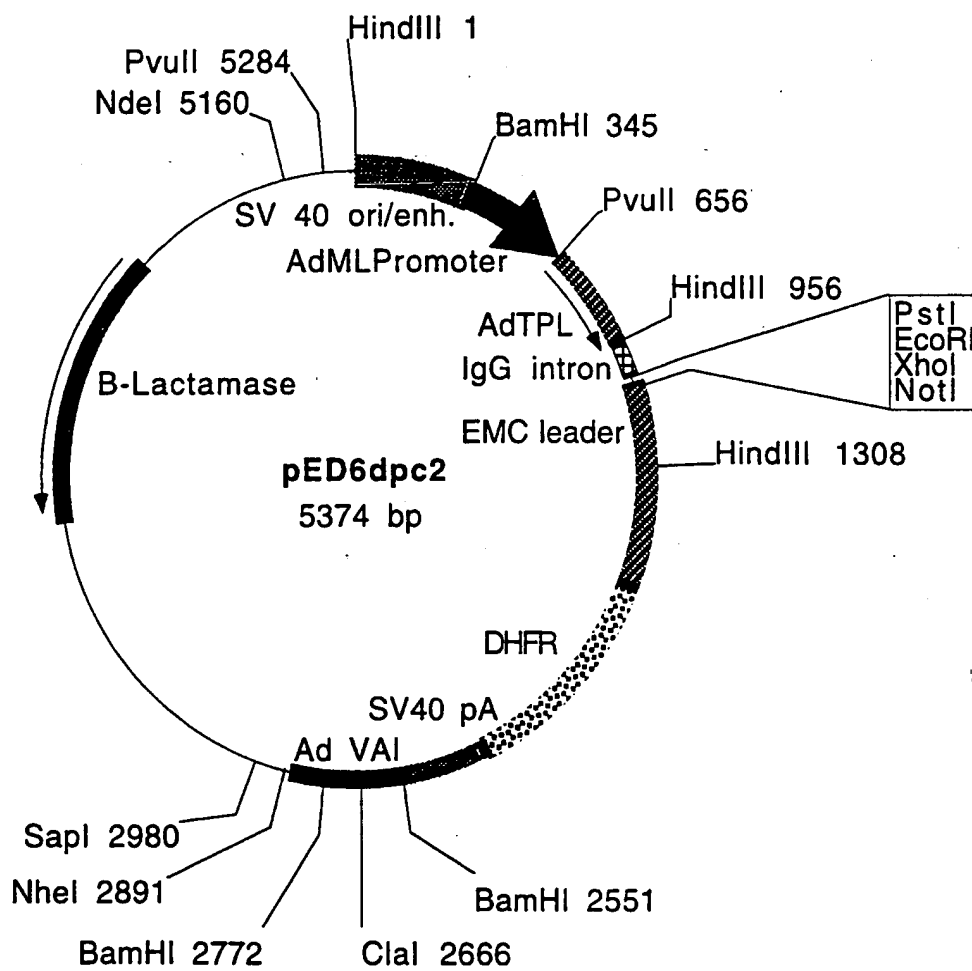 HindIII 1
PvuII 5284
NdeI 5160
BamHI 345
SV 40 ori/enh.
PvuII 656
AdMLPromoter
HindIII 956
AdTPL
IgG intron
PstI
EcoRI
XhoI
NotI
B-Lactamase
EMC leader
HindIII 1308
pED6dpc2
5374 bp
DHFR
SV40 pA
Ad VAI
SapI 2980
NheI 2891
BamHI 2551
BamHI 2772
ClaI 2666